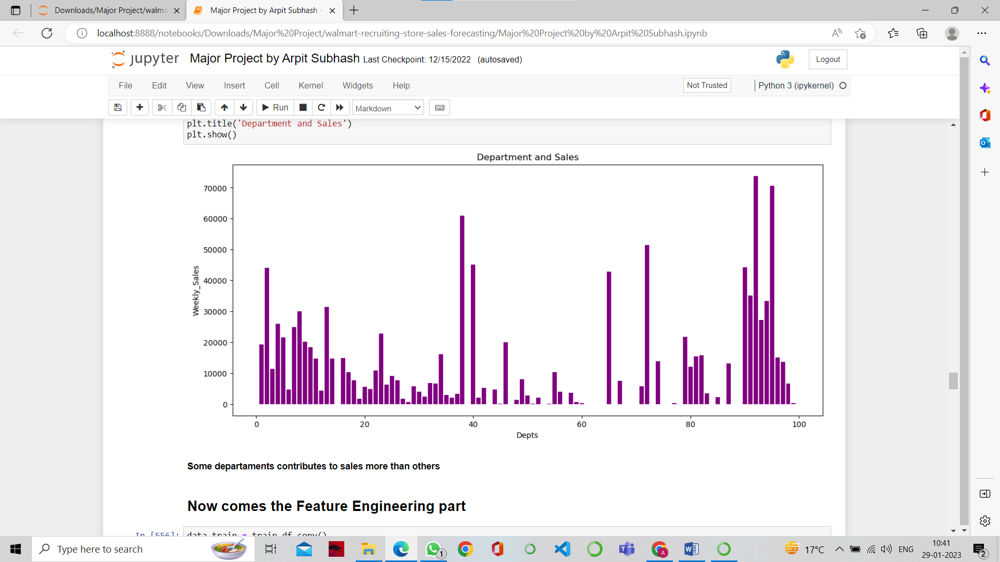 Downloads/Major Project/walma
Major Project by Arpit Subhash -
localhost:8888/notebooks/Downloads/Major%20Project/walmart-recruiting-store-sales-forecasting/Major%20Project%20by%20Arpit%20Subhash.ipynb
jupyter Major Project by Arpit Subhash Last Checkpoint: 12/15/2022 (autosaved)
Logout
File Edit View Insert Cell Kernel Widgets Help
Not Trusted
Python 3 (ipykernel)
Run
Markdown
plt.title('Department and Sales')
plt.show()
Department and Sales
70000
60000
50000
40000
30000
20000
10000
0
Weekly_Sales
0 20 40 60 80 100
Depts
Some departaments contributes to sales more than others
Now comes the Feature Engineering part
In [556]: data_train = train_df.copy()
Type here to search
1
17°C
ENG
10:41
29-01-2023
2